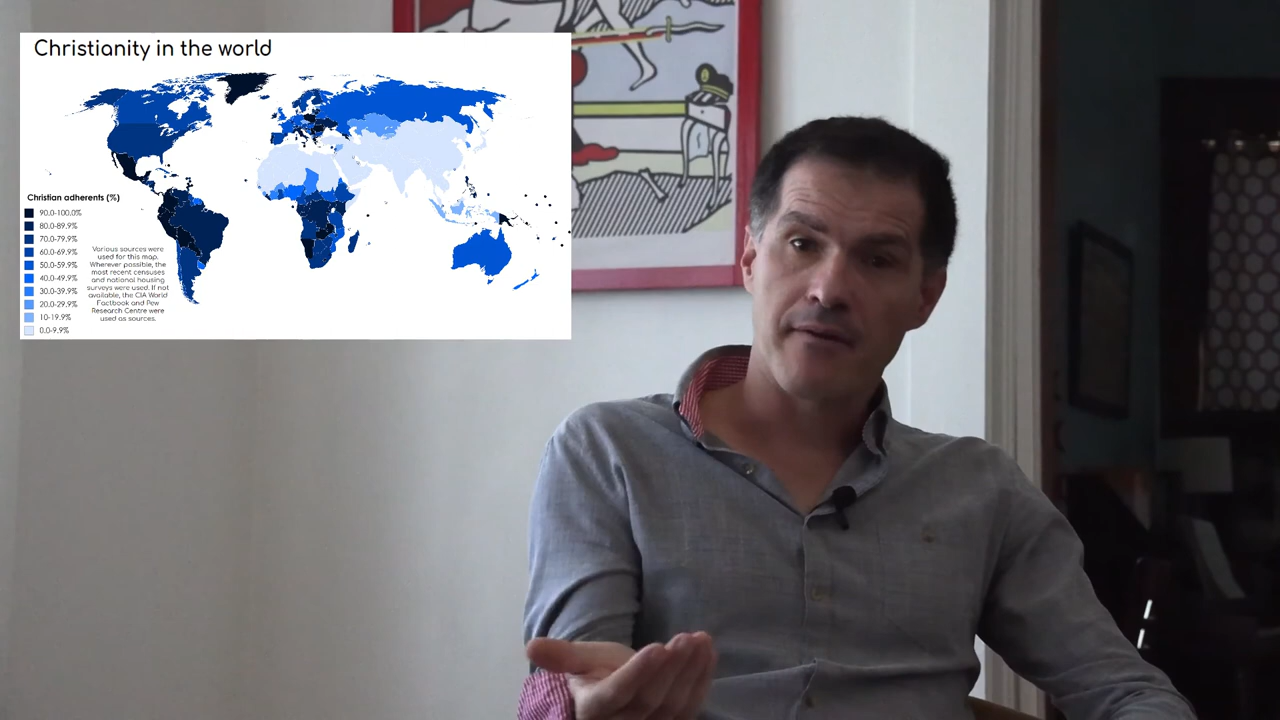 Christianity in the world
Christian adherents (%)
90.0-100.0%
80.0-89.9%
70.0-79.9%
60.0-69.9%
50.0-59.9%
40.0-49.9%
30.0-39.9%
20.0-29.9%
10-19.9%
0.0-9.9%
Various sources were
used for this map.
Wherever possible, the
most recent censuses
and national housing
surveys were used. If not
available, the CIA World
Factbook and Pew
Research Centre were
used as sources.